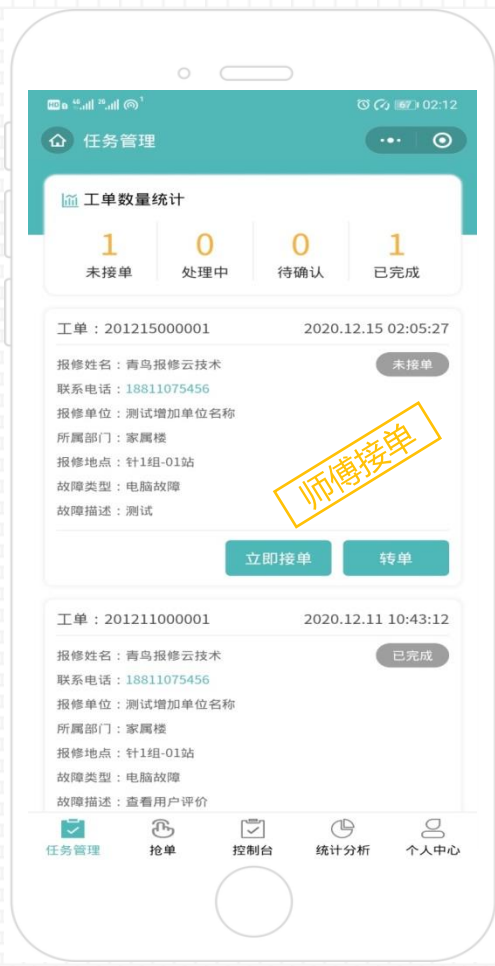 HD 4G 2G 1 67 02:12
任务管理
工单数量统计
1 0 0 1
未接单 处理中 待确认 已完成
工单：201215000001 2020.12.15 02:05:27
报修姓名：青鸟报修云技术 未接单
联系电话：18811075456
报修单位：测试增加单位名称
所属部门：家属楼
报修地点：针1组-01站
故障类型：电脑故障
故障描述：测试
师傅接单
立即接单 转单
工单：201211000001 2020.12.11 10:43:12
报修姓名：青鸟报修云技术 已完成
联系电话：18811075456
报修单位：测试增加单位名称
所属部门：家属楼
报修地点：针1组-01站
故障类型：电脑故障
故障描述：查看用户评价
任务管理 抢单 控制台 统计分析 个人中心